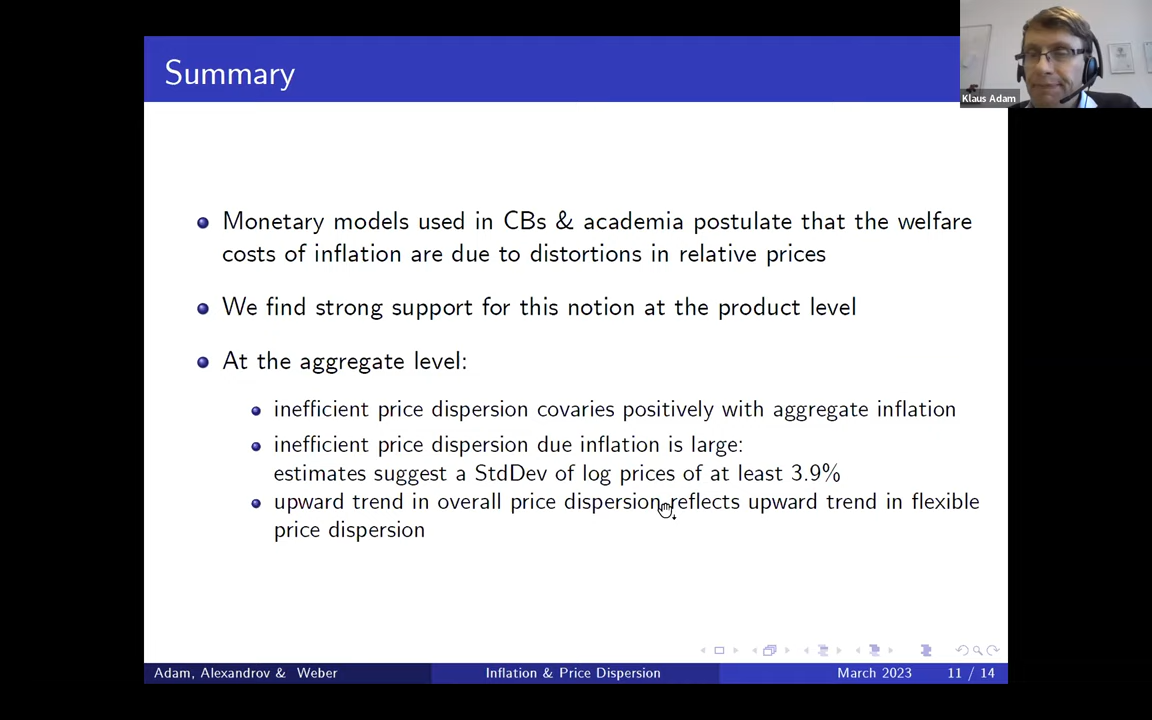 Summary
Klaus Adam
Monetary models used in CBs & academia postulate that the welfare
costs of inflation are due to distortions in relative prices
We find strong support for this notion at the product level
At the aggregate level:
inefficient price dispersion covaries positively with aggregate inflation
inefficient price dispersion due inflation is large:
estimates suggest a StdDev of log prices of at least 3.9%
upward trend in overall price dispersion reflects upward trend in flexible
price dispersion
Adam, Alexandrov & Weber
Inflation & Price Dispersion
March 2023
11 / 14